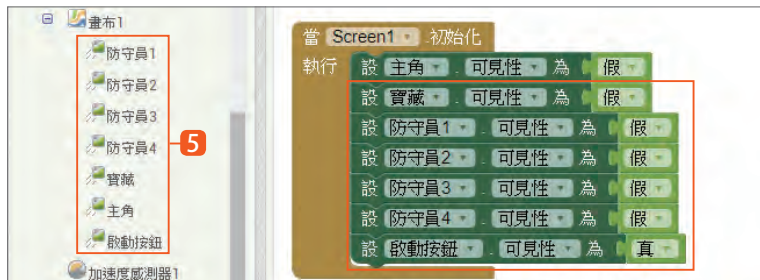 畫布1
防守員1
防守員2
防守員3
防守員4
寶藏
主角
啟動按鈕
加速度感測器1
5
當 Screen1 .初始化
執行 設 主角 . 可見性 為 假
設 寶藏 . 可見性 為 假
設 防守員1 . 可見性 為 假
設 防守員2 . 可見性 為 假
設 防守員3 . 可見性 為 假
設 防守員4 . 可見性 為 假
設 啟動按鈕 . 可見性 為 真